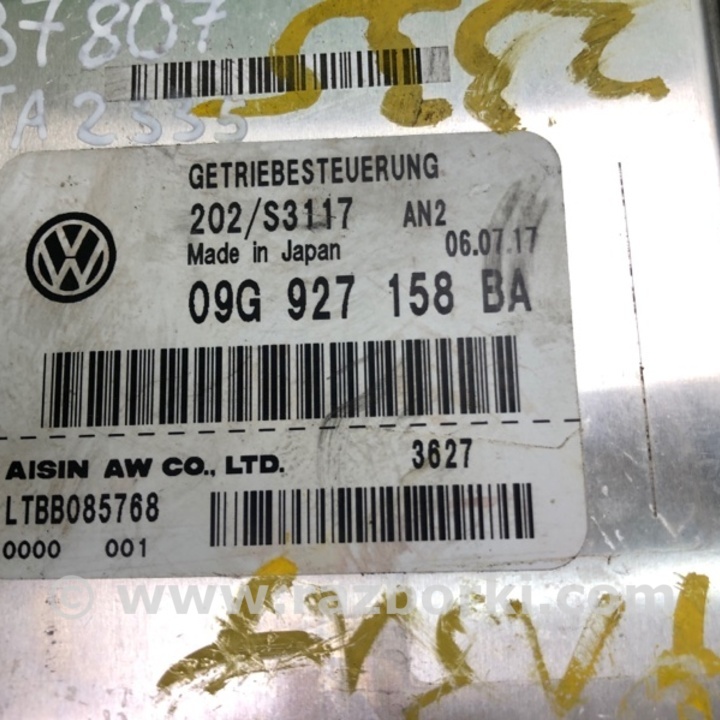 37807
TA2335
GETRIEBESTEUERUNG
202/S3117 AN2
Made in Japan 06.07.17
09G 927 158 BA
AISIN AW CO., LTD. 3627
LTBB085768
0000 001
© www.razborki.com